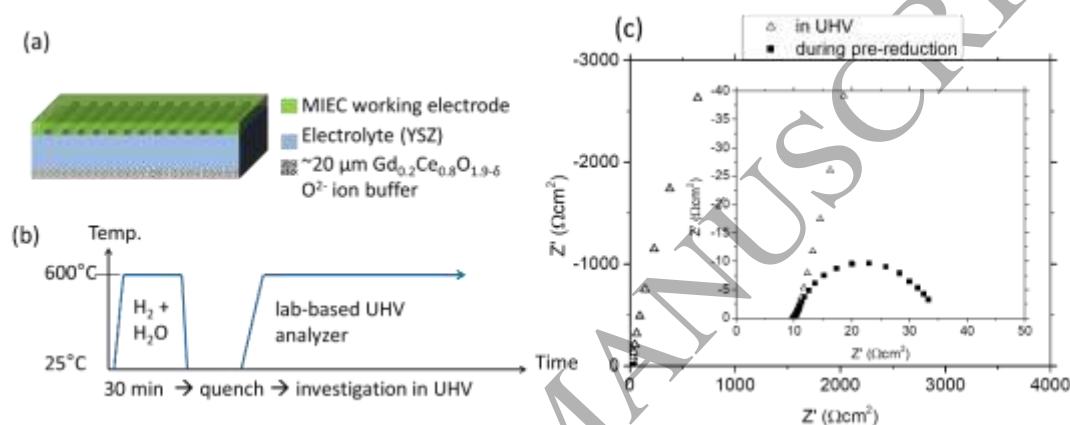 (a)
MIEC working electrode
Electrolyte (YSZ)
~20 μm Gd0.2Ce0.8O1.9-δ
O2- ion buffer
(b)
Temp.
600°C
H2 +
H2O
lab-based UHV
analyzer
25°C
Time
30 min → quench → investigation in UHV
(c)
in UHV
during pre-reduction
-3000
-2000
-1000
0
Z' (Ωcm2)
0
1000
2000
3000
4000
Z' (Ωcm2)
-40
-35
-30
-25
-20
-15
-10
-5
0
Z' (Ωcm2)
0
10
20
30
40
50
Z' (Ωcm2)
MANUSCRI